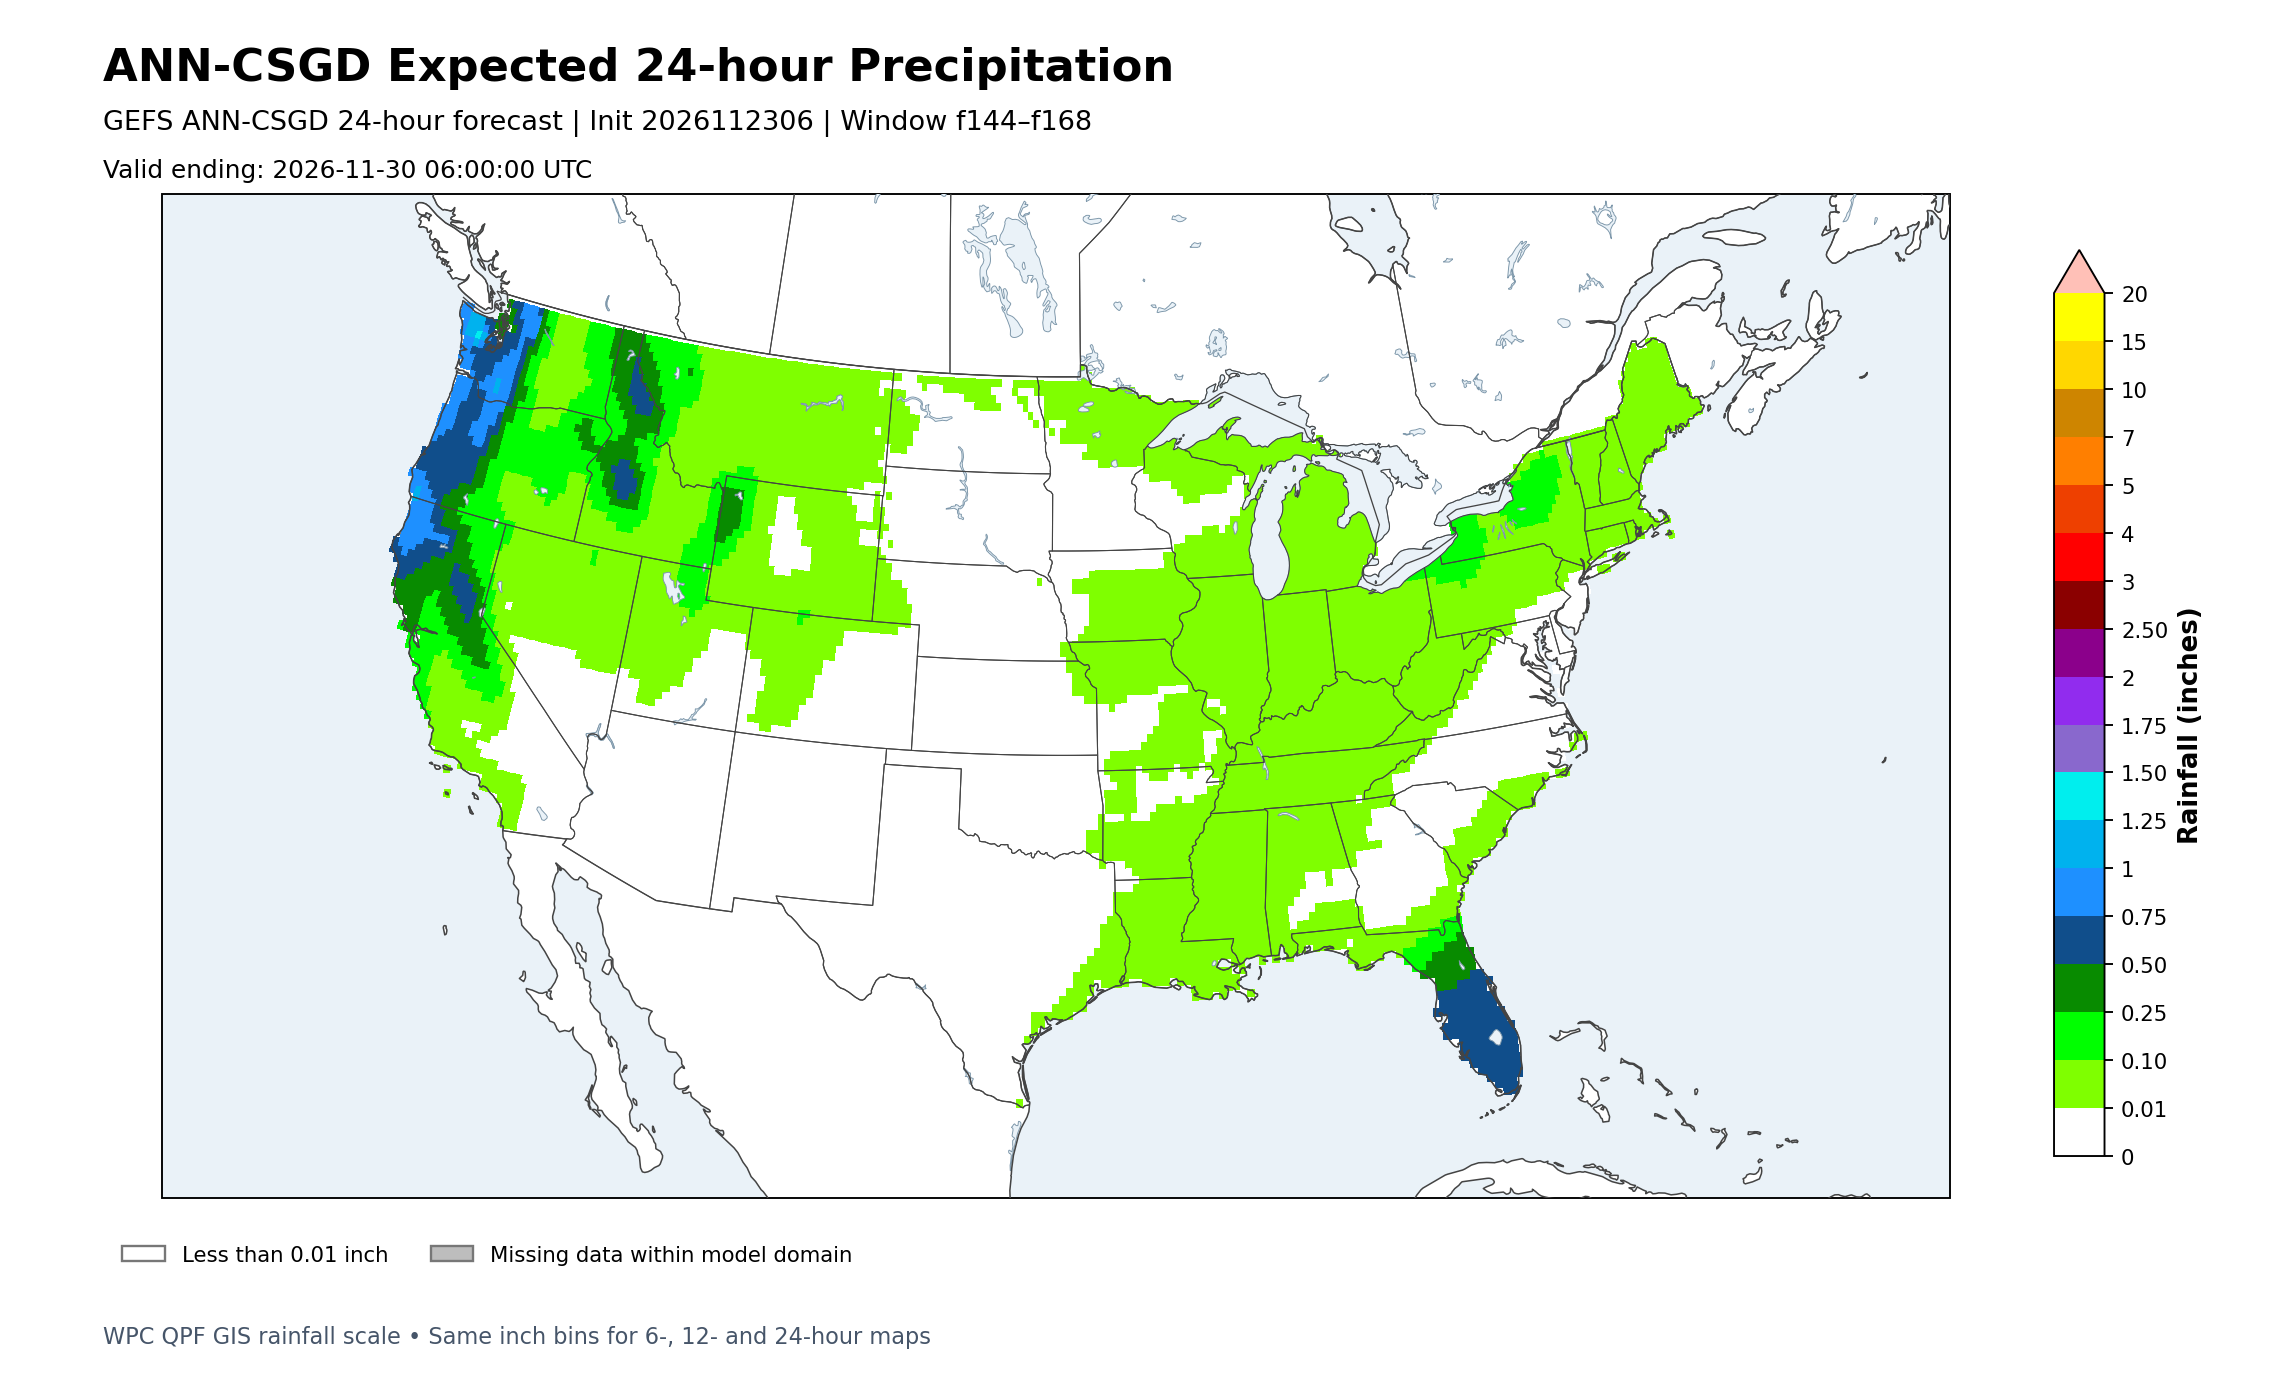 ANN-CSGD Expected 24-hour Precipitation
GEFS ANN-CSGD 24-hour forecast | Init 2026112306 | Window f144–f168
Valid ending: 2026-11-30 06:00:00 UTC
20
15
10
7
5
4
3
2.50
2
1.75
1.50
1.25
1
0.75
0.50
0.25
0.10
0.01
0
Rainfall (inches)
Less than 0.01 inch
Missing data within model domain
WPC QPF GIS rainfall scale • Same inch bins for 6-, 12- and 24-hour maps